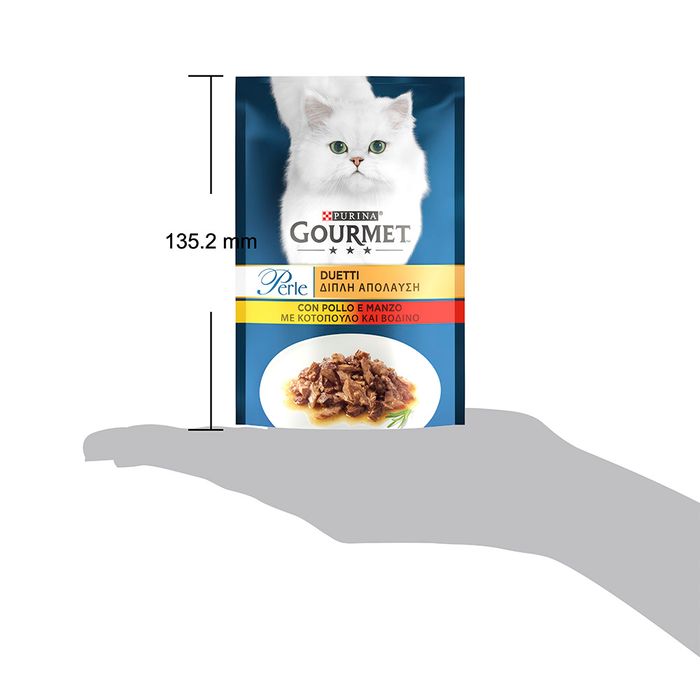 135.2 mm
PURINA®
GOURMET
Perle
DUETTI
ΔΙΠΛΗ ΑΠΟΛΑΥΣΗ
CON POLLO E MANZO
ΜΕ ΚΟΤΟΠΟΥΛΟ ΚΑΙ ΒΟΔΙΝΟ